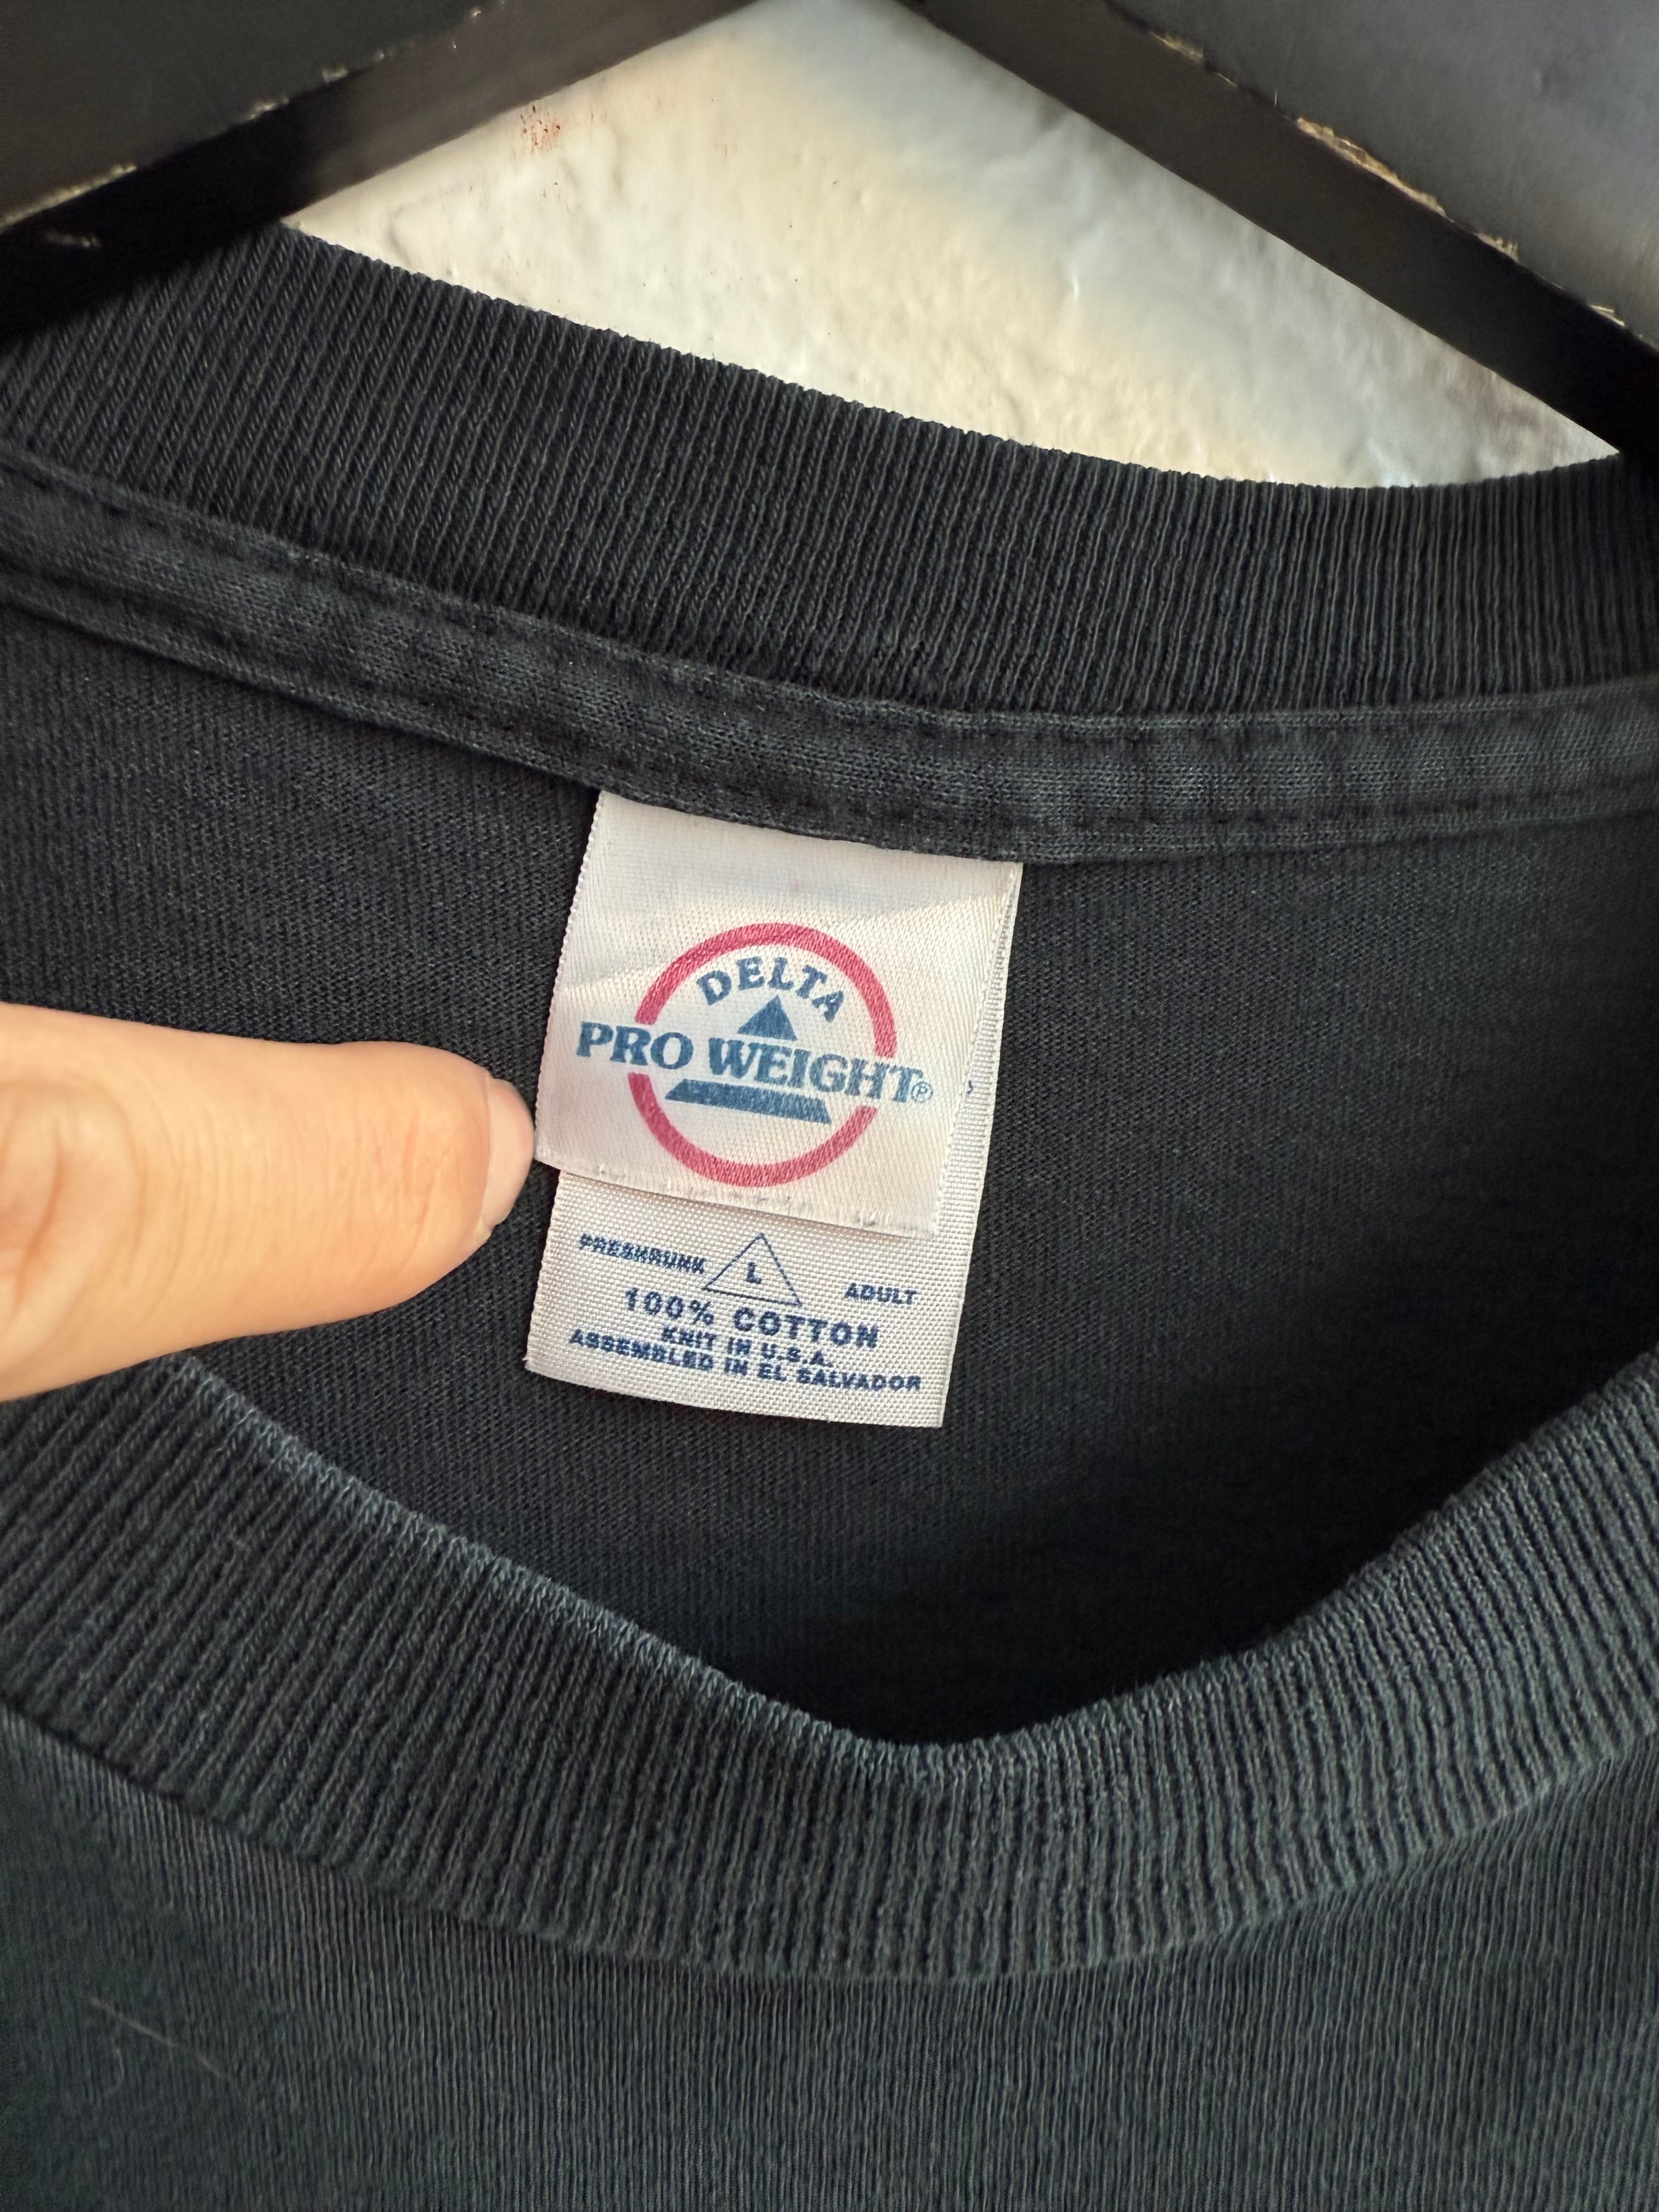 DELTA
PRO WEIGHT®
PRESHRUNK L ADULT
100% COTTON
KNIT IN U.S.A.
ASSEMBLED IN EL SALVADOR